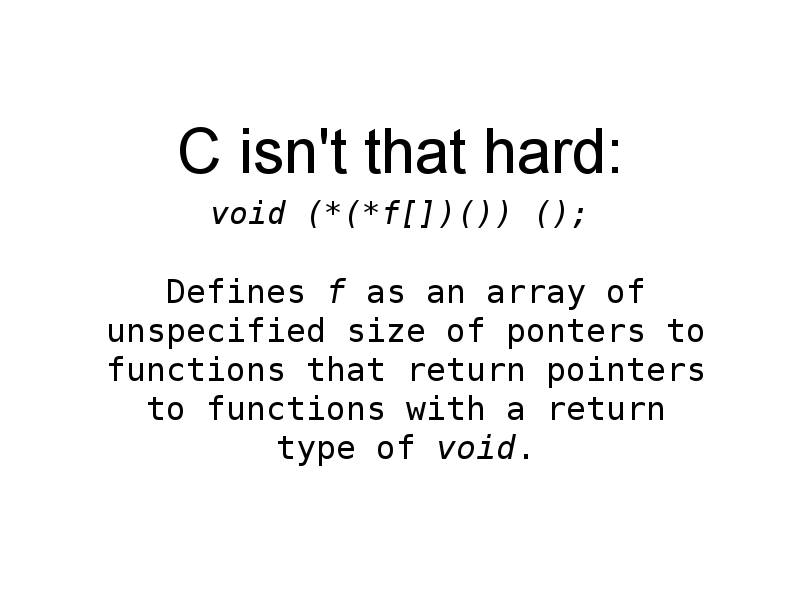 C isn't that hard:
void (*(*f[])()) ();
Defines f as an array of
unspecified size of ponters to
functions that return pointers
to functions with a return
type of void.